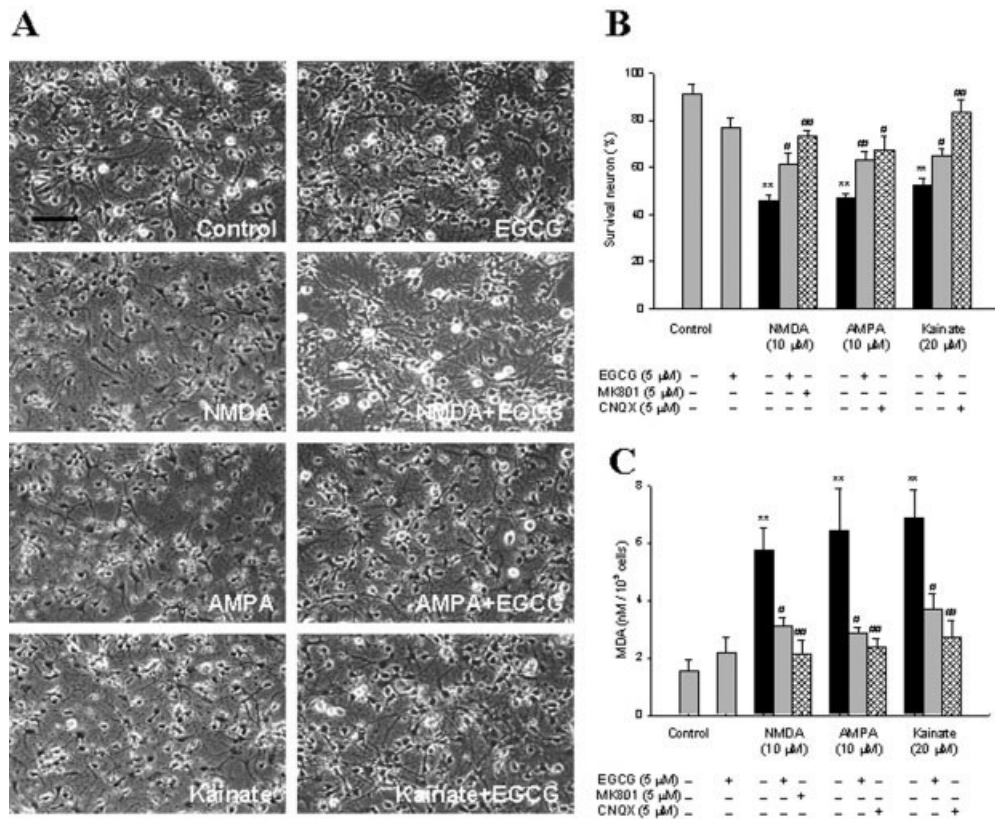 A
Control
EGCG
NMDA
NMDA+EGCG
AMPA
AMPA+EGCG
Kainate
Kainate+EGCG
B
Survival neuron (%)
100
80
60
40
20
0
**
#
##
**
##
#
**
#
##
Control
NMDA
(10 μM)
AMPA
(10 μM)
Kainate
(20 μM)
EGCG (5 μM) – + – + – – + – – + –
MK801 (5 μM) – – – – + – – – – – –
CNQX (5 μM) – – – – – – – + – – +
C
MDA (nM / 10⁵ cells)
8
6
4
2
0
**
#
##
**
#
##
**
#
##
Control
NMDA
(10 μM)
AMPA
(10 μM)
Kainate
(20 μM)
EGCG (5 μM) – + – + – – + – – + –
MK801 (5 μM) – – – – + – – – – – –
CNQX (5 μM) – – – – – – – + – – +